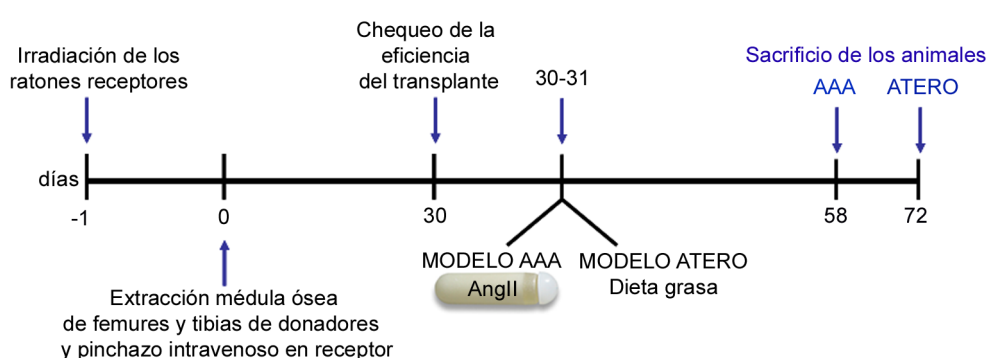 Irradiación de los
ratones receptores
Chequeo de la
eficiencia
del transplante
30-31
Sacrificio de los animales
AAA
ATERO
días
-1
0
30
58
72
MODELO AAA
AngII
MODELO ATERO
Dieta grasa
Extracción médula ósea
de femures y tibias de donadores
y pinchazo intravenoso en receptor